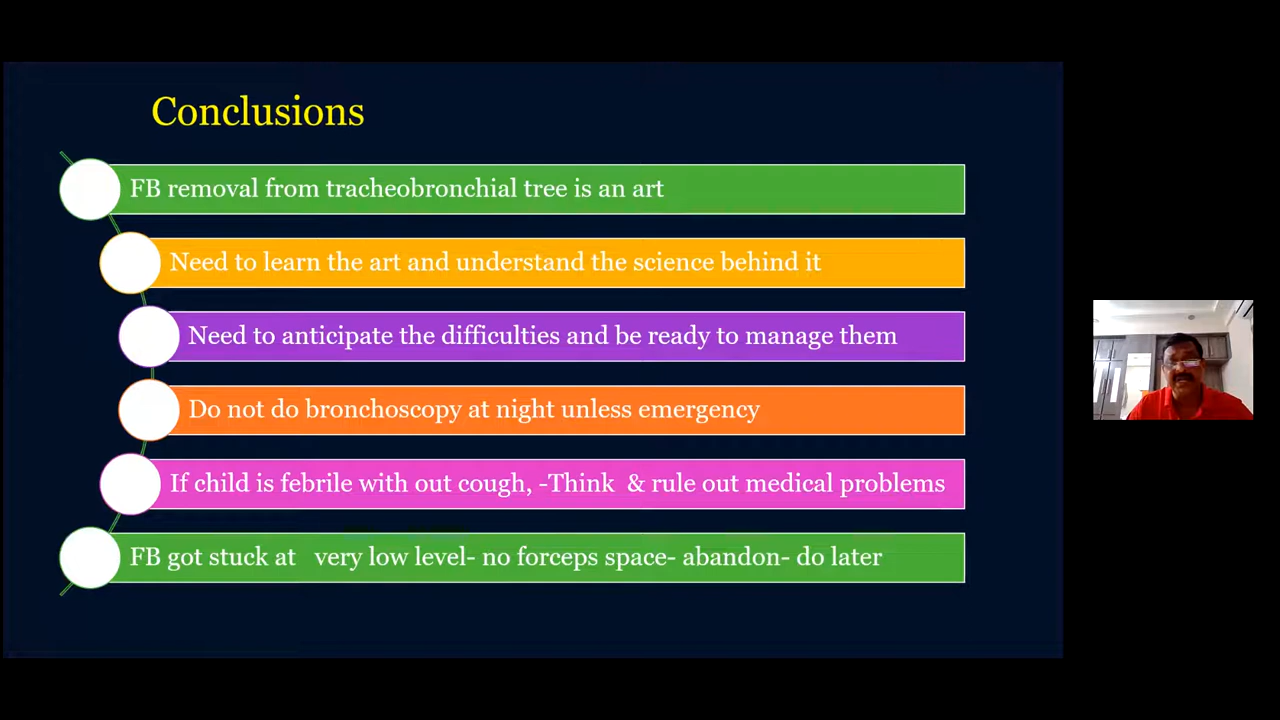 Conclusions
FB removal from tracheobronchial tree is an art
Need to learn the art and understand the science behind it
Need to anticipate the difficulties and be ready to manage them
Do not do bronchoscopy at night unless emergency
If child is febrile with out cough, -Think & rule out medical problems
FB got stuck at very low level- no forceps space- abandon- do later